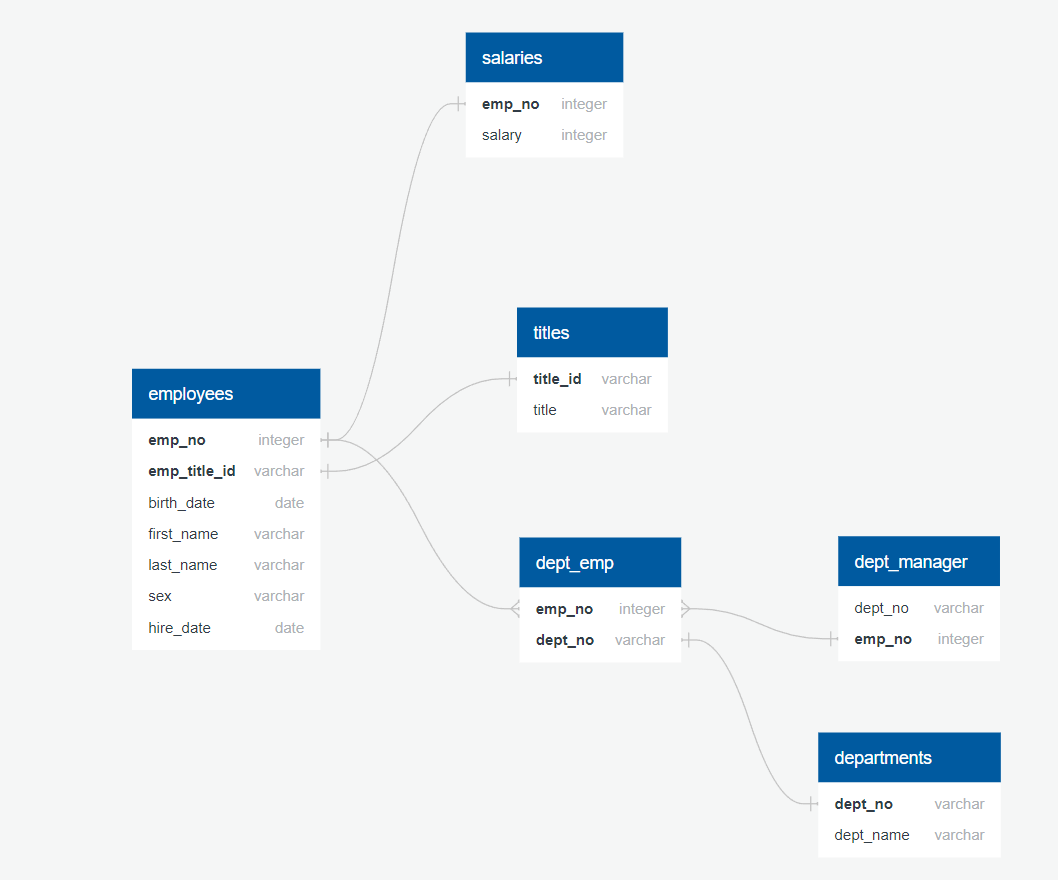 salaries
emp_no integer
salary integer
titles
title_id varchar
title varchar
employees
emp_no integer
emp_title_id varchar
birth_date date
first_name varchar
last_name varchar
sex varchar
hire_date date
dept_emp
emp_no integer
dept_no varchar
dept_manager
dept_no varchar
emp_no integer
departments
dept_no varchar
dept_name varchar